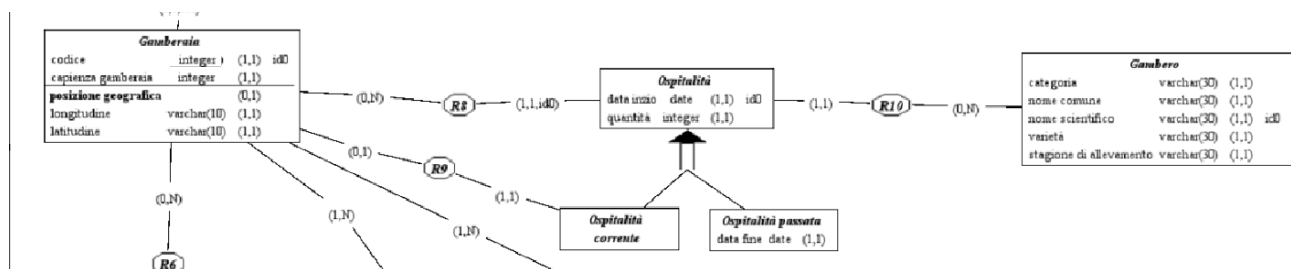 Gamberaia
codice integer ) (1,1) id0
capienza gamberaia integer (1,1)
posizione geografica (0,1)
longitudine varchar(10) (1,1)
latitudine varchar(10) (1,1)
(0,N)
R8
(1,1,id0)
Ospitalità
data inzio date (1,1) id0
quantità integer (1,1)
(1,1)
R10
(0,N)
Gambero
categoria varchar(30) (1,1)
nome comune varchar(30) (1,1)
nome scientifico varchar(30) (1,1) id0
varietà varchar(30) (1,1)
stagione di allevamento varchar(30) (1,1)
(0,1)
R9
(1,1)
Ospitalità
corrente
Ospitalità passata
data fine date (1,1)
(0,N)
(1,N)
(1,N)
R6